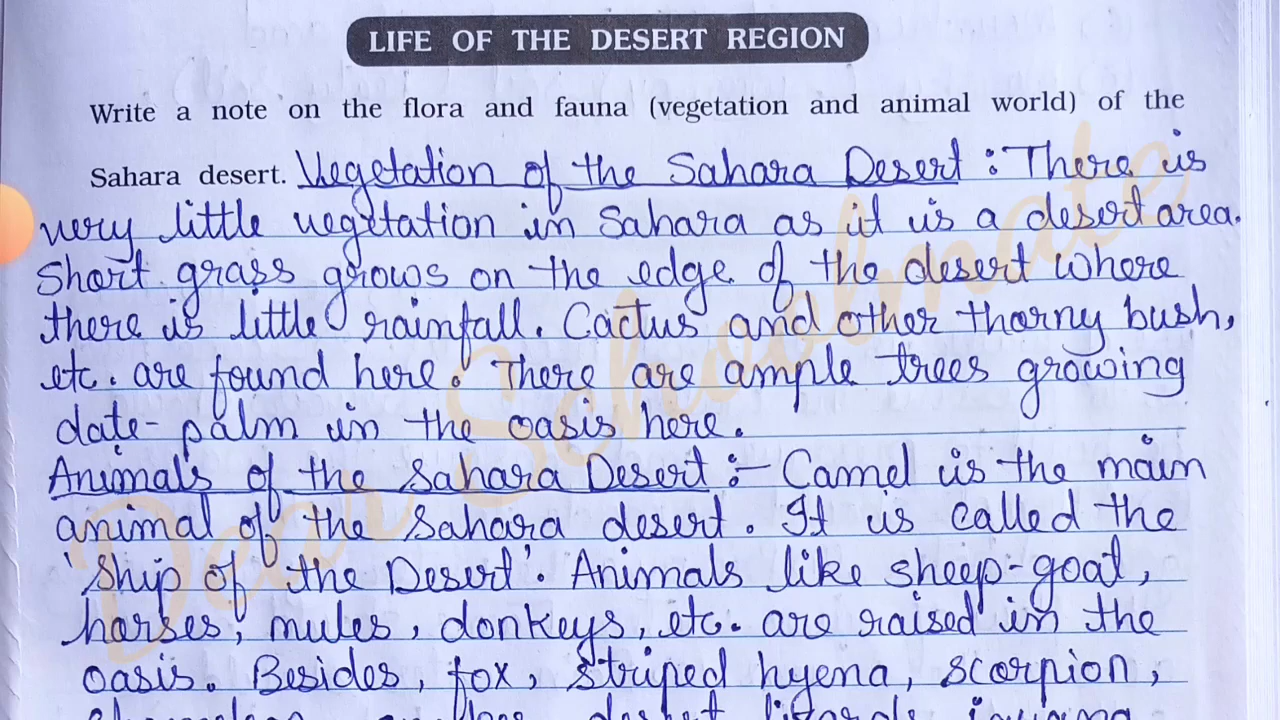 LIFE OF THE DESERT REGION
Write a note on the flora and fauna (vegetation and animal world) of the
Sahara desert. Vegetation of the Sahara Desert : There is
very little vegetation in Sahara as it is a desert area.
Short grass grows on the edge of the desert where
there is little rainfall. Cactus and other thorny bush,
etc. are found here. There are ample trees growing
date-palm in the oasis here.
Animals of the Sahara Desert :- Camel is the main
animal of the Sahara desert. It is called the
'Ship of the Desert'. Animals like sheep-goat,
horses, mules, donkeys, etc. are raised in the
oasis. Besides, fox, striped hyena, scorpion,
desert
Dear Schoolmate